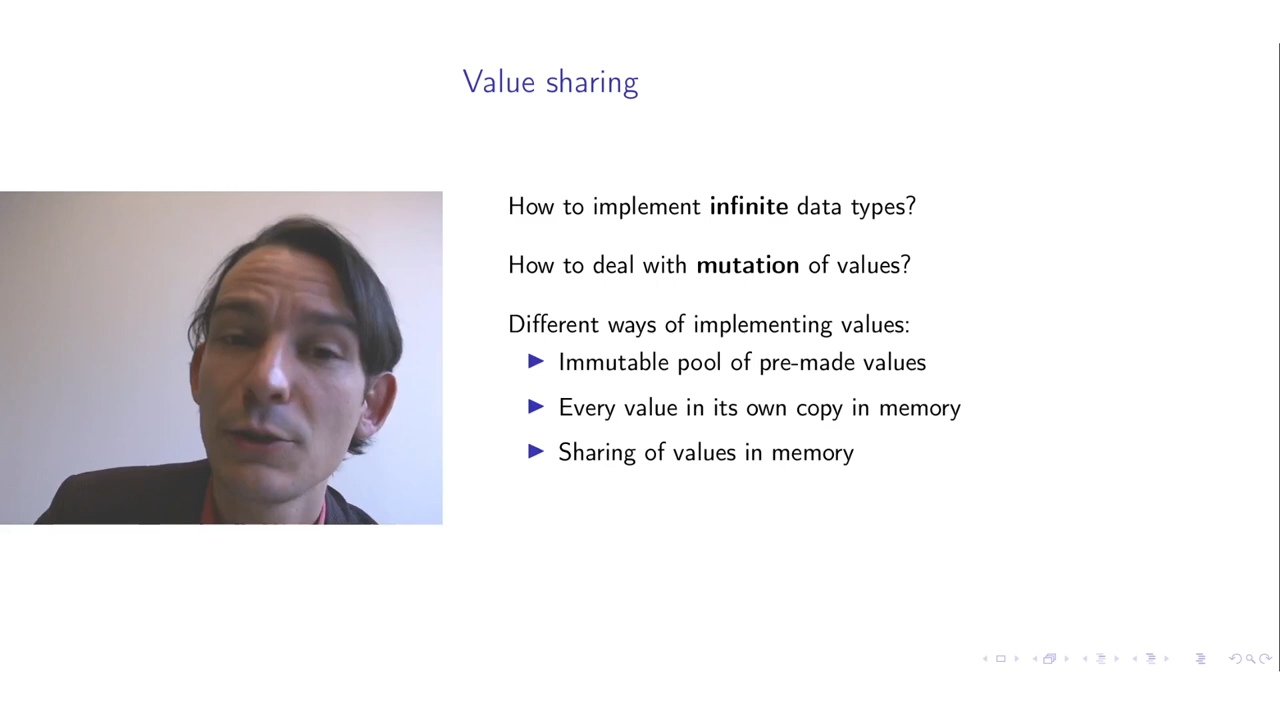 Value sharing
How to implement infinite data types?
How to deal with mutation of values?
Different ways of implementing values:
Immutable pool of pre-made values
Every value in its own copy in memory
Sharing of values in memory